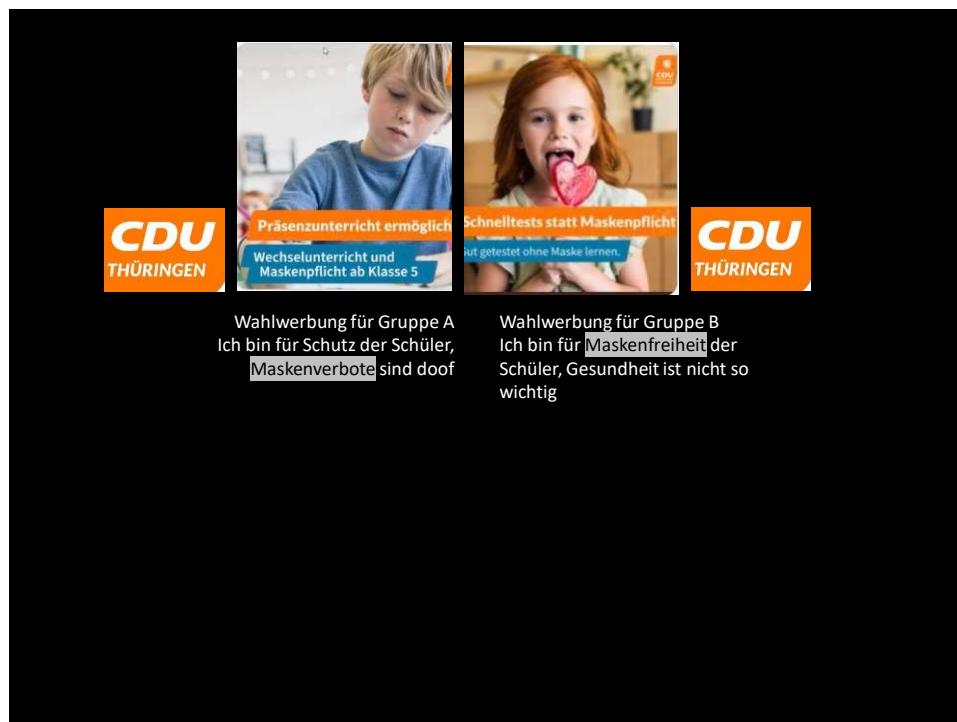 CDU
THÜRINGEN
Präsenzunterricht ermöglich
Wechselunterricht und
Maskenpflicht ab Klasse 5
CDU
Schnelltests statt Maskenpflicht
Gut getestet ohne Maske lernen.
CDU
THÜRINGEN
Wahlwerbung für Gruppe A
Ich bin für Schutz der Schüler,
Maskenverbote sind doof
Wahlwerbung für Gruppe B
Ich bin für Maskenfreiheit der
Schüler, Gesundheit ist nicht so
wichtig